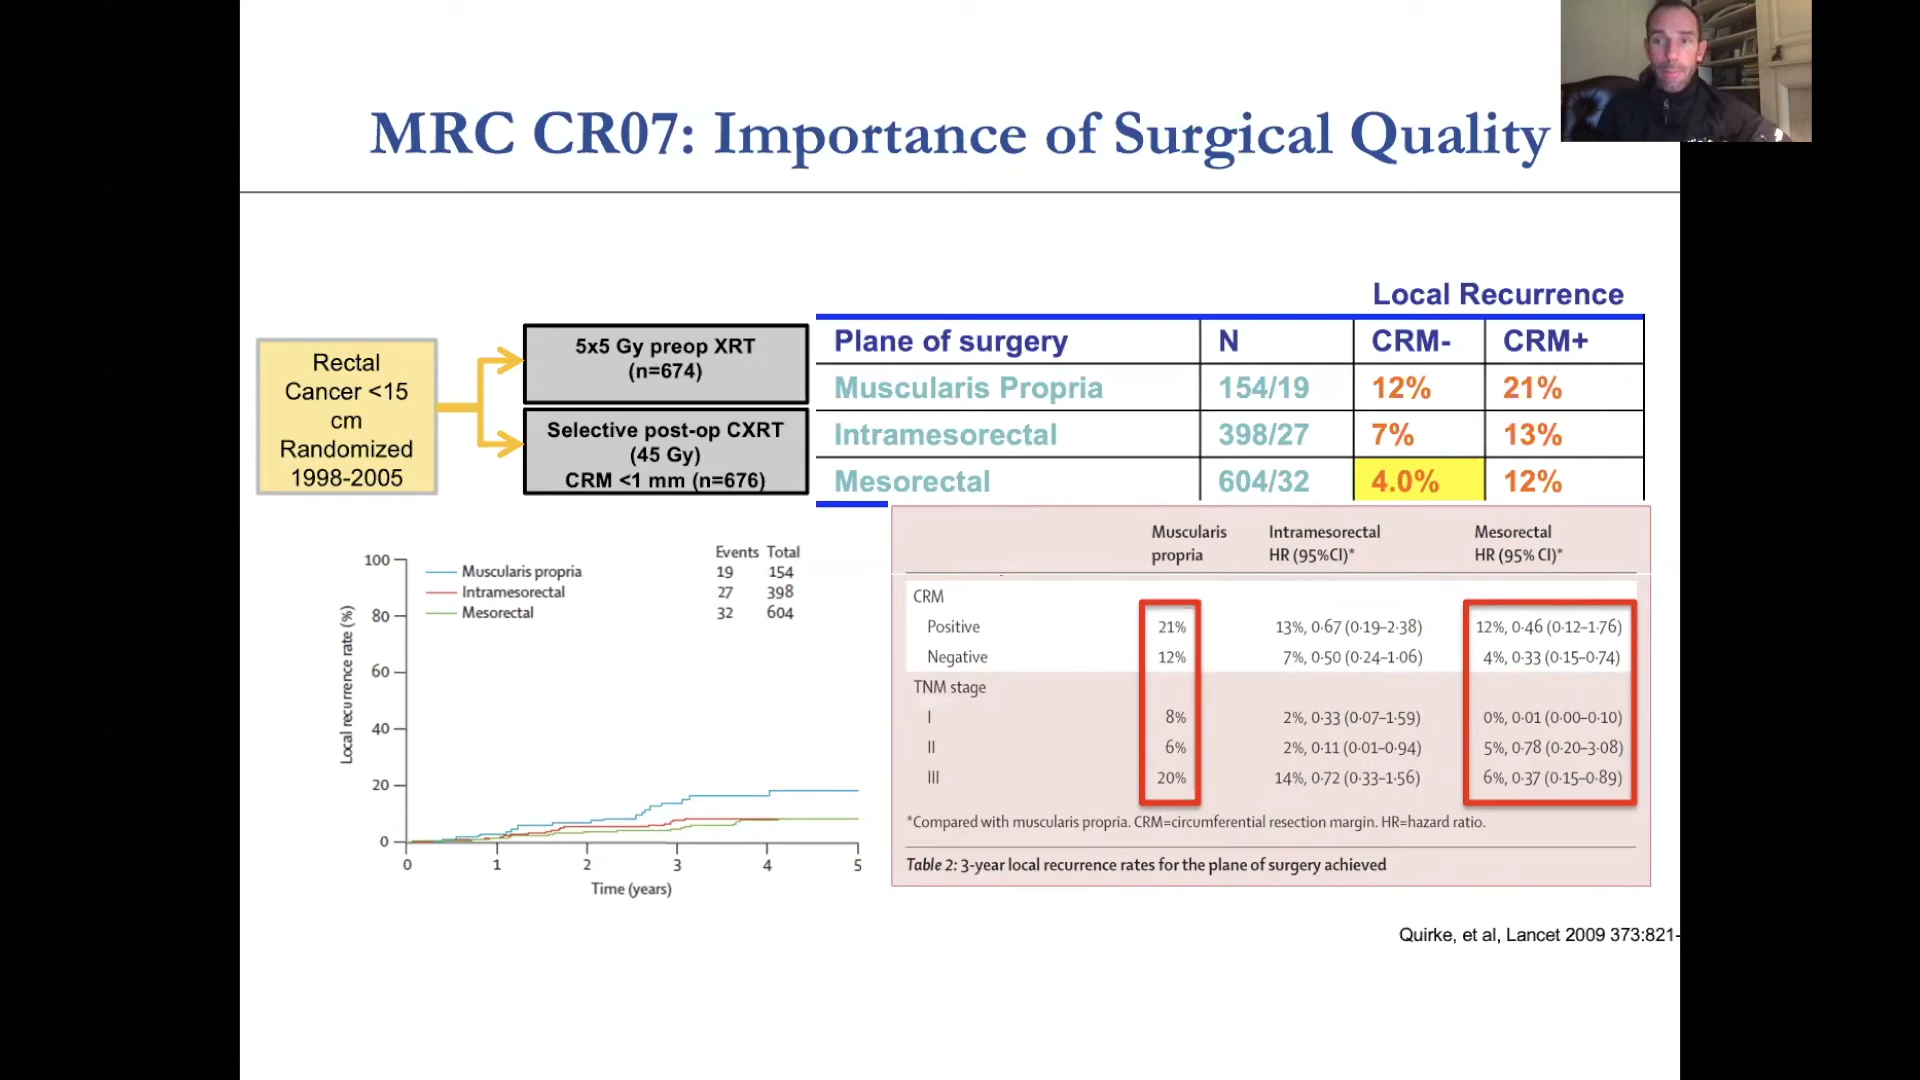 MRC CR07: Importance of Surgical Quality
Rectal
Cancer <15
cm
Randomized
1998-2005
5x5 Gy preop XRT
(n=674)
Selective post-op CXRT
(45 Gy)
CRM <1 mm (n=676)
Local Recurrence
Plane of surgery N CRM- CRM+
Muscularis Propria 154/19 12% 21%
Intramesorectal 398/27 7% 13%
Mesorectal 604/32 4.0% 12%
Events Total
Muscularis propria 19 154
Intramesorectal 27 398
Mesorectal 32 604
Local recurrence rate (%)
100
80
60
40
20
0
0 1 2 3 4 5
Time (years)
Muscularis Intramesorectal Mesorectal
propria HR (95%CI)* HR (95% CI)*
CRM
Positive 21% 13%, 0·67 (0·19–2·38) 12%, 0·46 (0·12–1·76)
Negative 12% 7%, 0·50 (0·24–1·06) 4%, 0·33 (0·15–0·74)
TNM stage
I 8% 2%, 0·33 (0·07–1·59) 0%, 0·01 (0·00–0·10)
II 6% 2%, 0·11 (0·01–0·94) 5%, 0·78 (0·20–3·08)
III 20% 14%, 0·72 (0·33–1·56) 6%, 0·37 (0·15–0·89)
*Compared with muscularis propria. CRM=circumferential resection margin. HR=hazard ratio.
Table 2: 3-year local recurrence rates for the plane of surgery achieved
Quirke, et al, Lancet 2009 373:821-